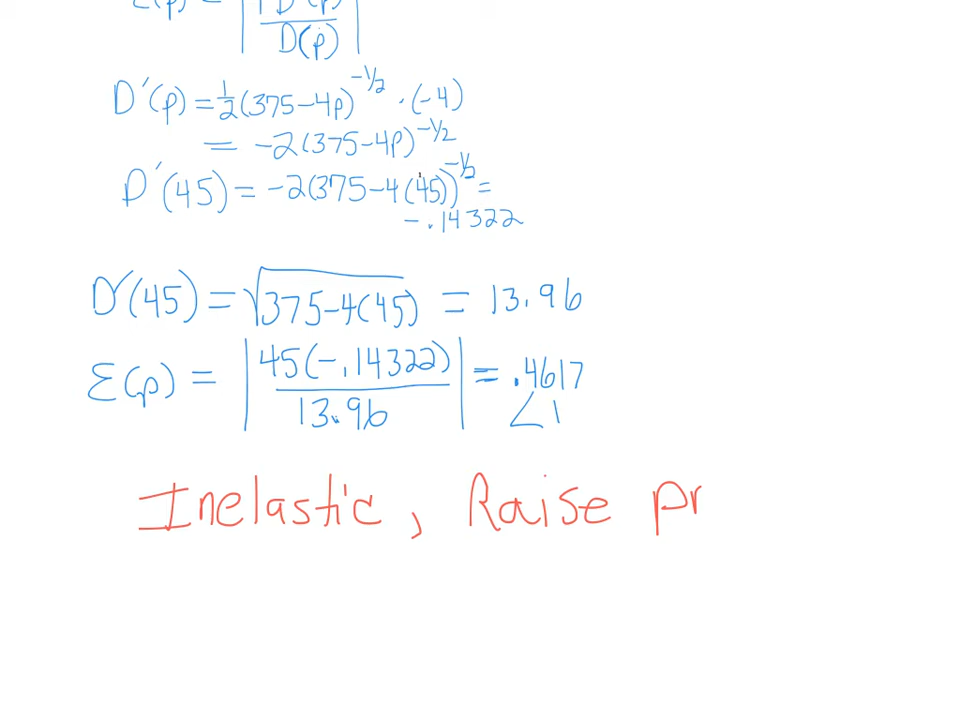 ε(p) = | pD'(p) / D(p) |
D'(p) = 1/2(375-4p)^-1/2 · (-4)
= -2(375-4p)^-1/2
D'(45) = -2(375-4(45))^-1/2 =
-.14322
D'(45) = √375-4(45) = 13.96
ε(p) = | 45(-.14322) / 13.96 | = .4617
<1
Inelastic, Raise pr